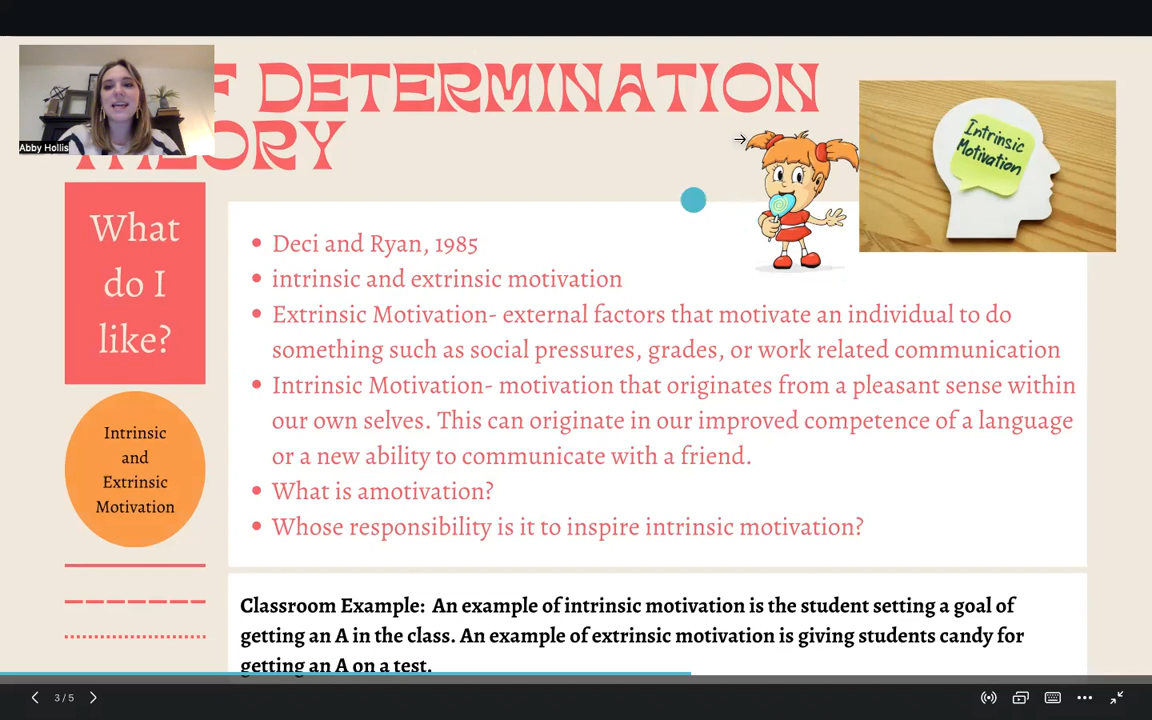 DETERMINATION
ORY
Abby Hollis
Intrinsic
Motivation
What
do I
like?
Intrinsic
and
Extrinsic
Motivation
• Deci and Ryan, 1985
• intrinsic and extrinsic motivation
• Extrinsic Motivation- external factors that motivate an individual to do
something such as social pressures, grades, or work related communication
• Intrinsic Motivation- motivation that originates from a pleasant sense within
our own selves. This can originate in our improved competence of a language
or a new ability to communicate with a friend.
• What is amotivation?
• Whose responsibility is it to inspire intrinsic motivation?
Classroom Example: An example of intrinsic motivation is the student setting a goal of
getting an A in the class. An example of extrinsic motivation is giving students candy for
getting an A on a test.
3 / 5